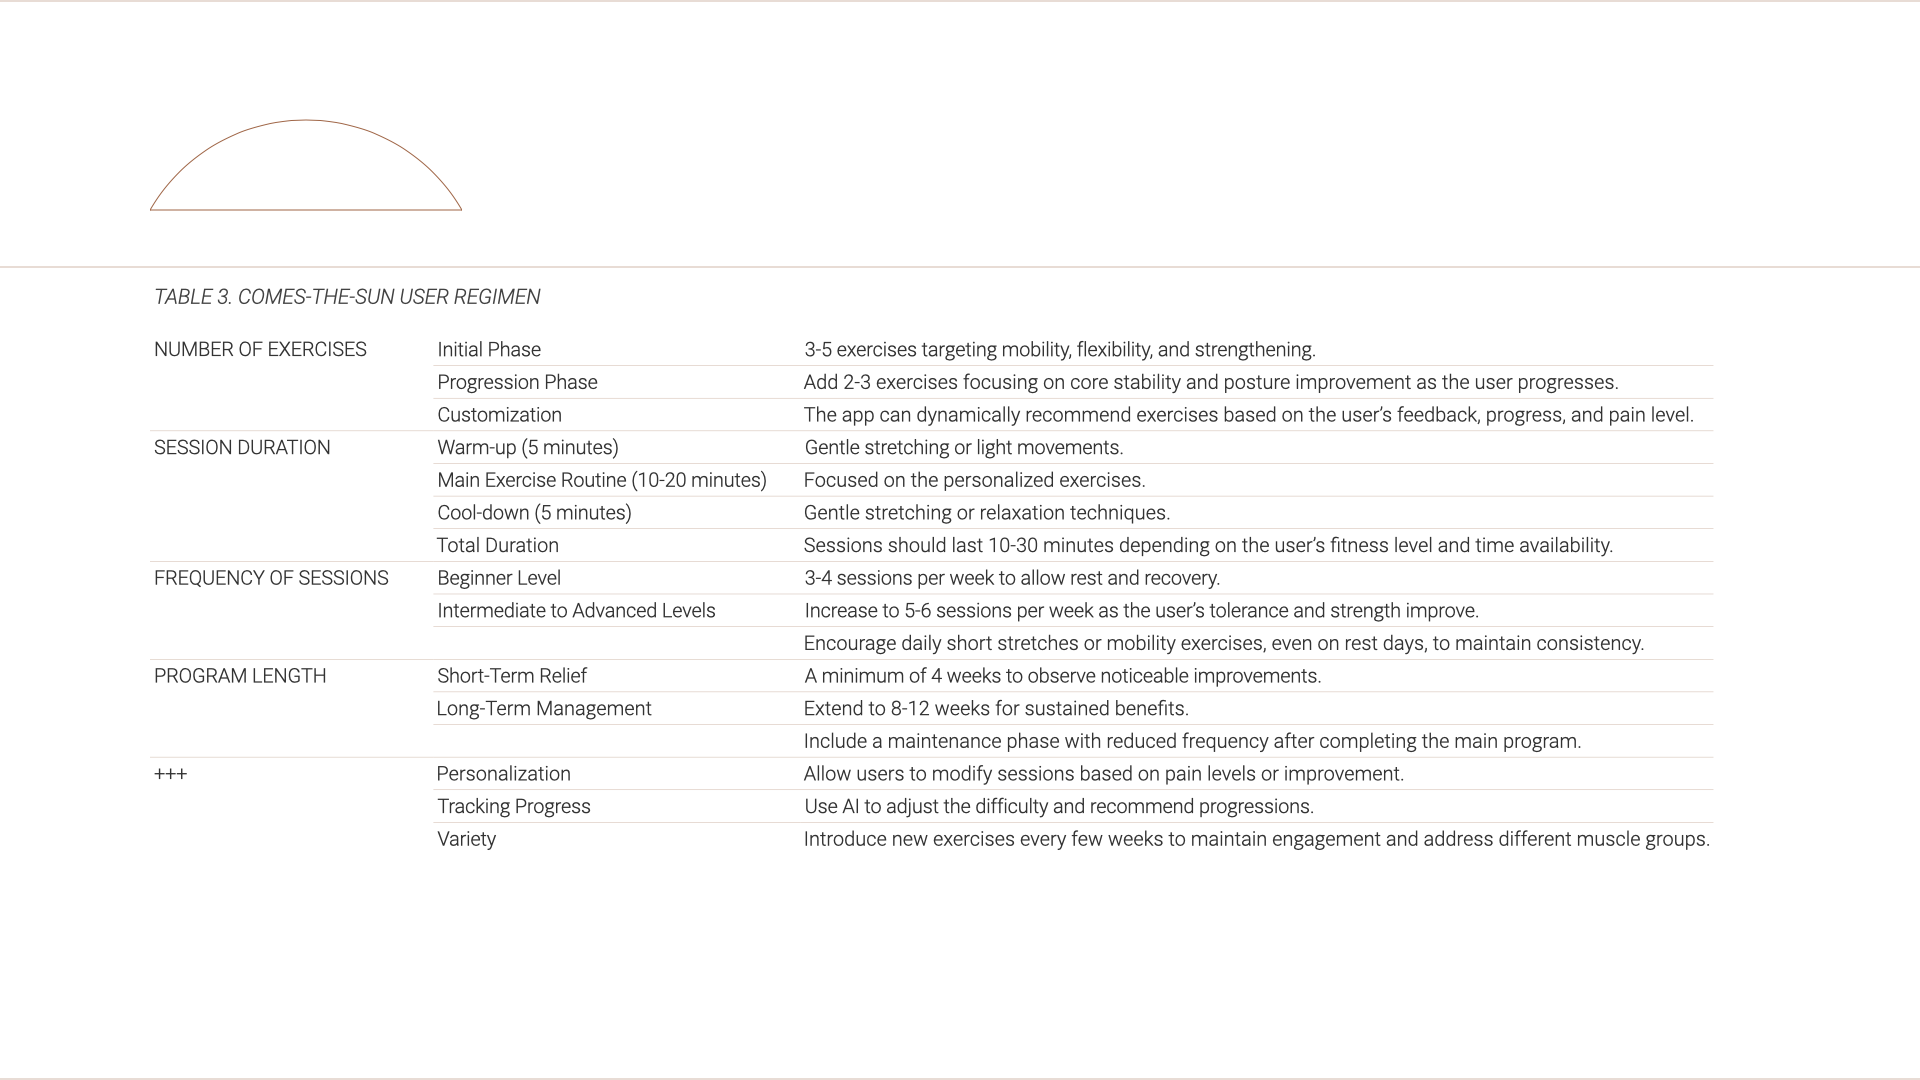 TABLE 3. COMES-THE-SUN USER REGIMEN
NUMBER OF EXERCISES Initial Phase 3-5 exercises targeting mobility, flexibility, and strengthening.
Progression Phase Add 2-3 exercises focusing on core stability and posture improvement as the user progresses.
Customization The app can dynamically recommend exercises based on the user’s feedback, progress, and pain level.
SESSION DURATION Warm-up (5 minutes) Gentle stretching or light movements.
Main Exercise Routine (10-20 minutes) Focused on the personalized exercises.
Cool-down (5 minutes) Gentle stretching or relaxation techniques.
Total Duration Sessions should last 10-30 minutes depending on the user’s fitness level and time availability.
FREQUENCY OF SESSIONS Beginner Level 3-4 sessions per week to allow rest and recovery.
Intermediate to Advanced Levels Increase to 5-6 sessions per week as the user’s tolerance and strength improve.
Encourage daily short stretches or mobility exercises, even on rest days, to maintain consistency.
PROGRAM LENGTH Short-Term Relief A minimum of 4 weeks to observe noticeable improvements.
Long-Term Management Extend to 8-12 weeks for sustained benefits.
Include a maintenance phase with reduced frequency after completing the main program.
+++ Personalization Allow users to modify sessions based on pain levels or improvement.
Tracking Progress Use AI to adjust the difficulty and recommend progressions.
Variety Introduce new exercises every few weeks to maintain engagement and address different muscle groups.